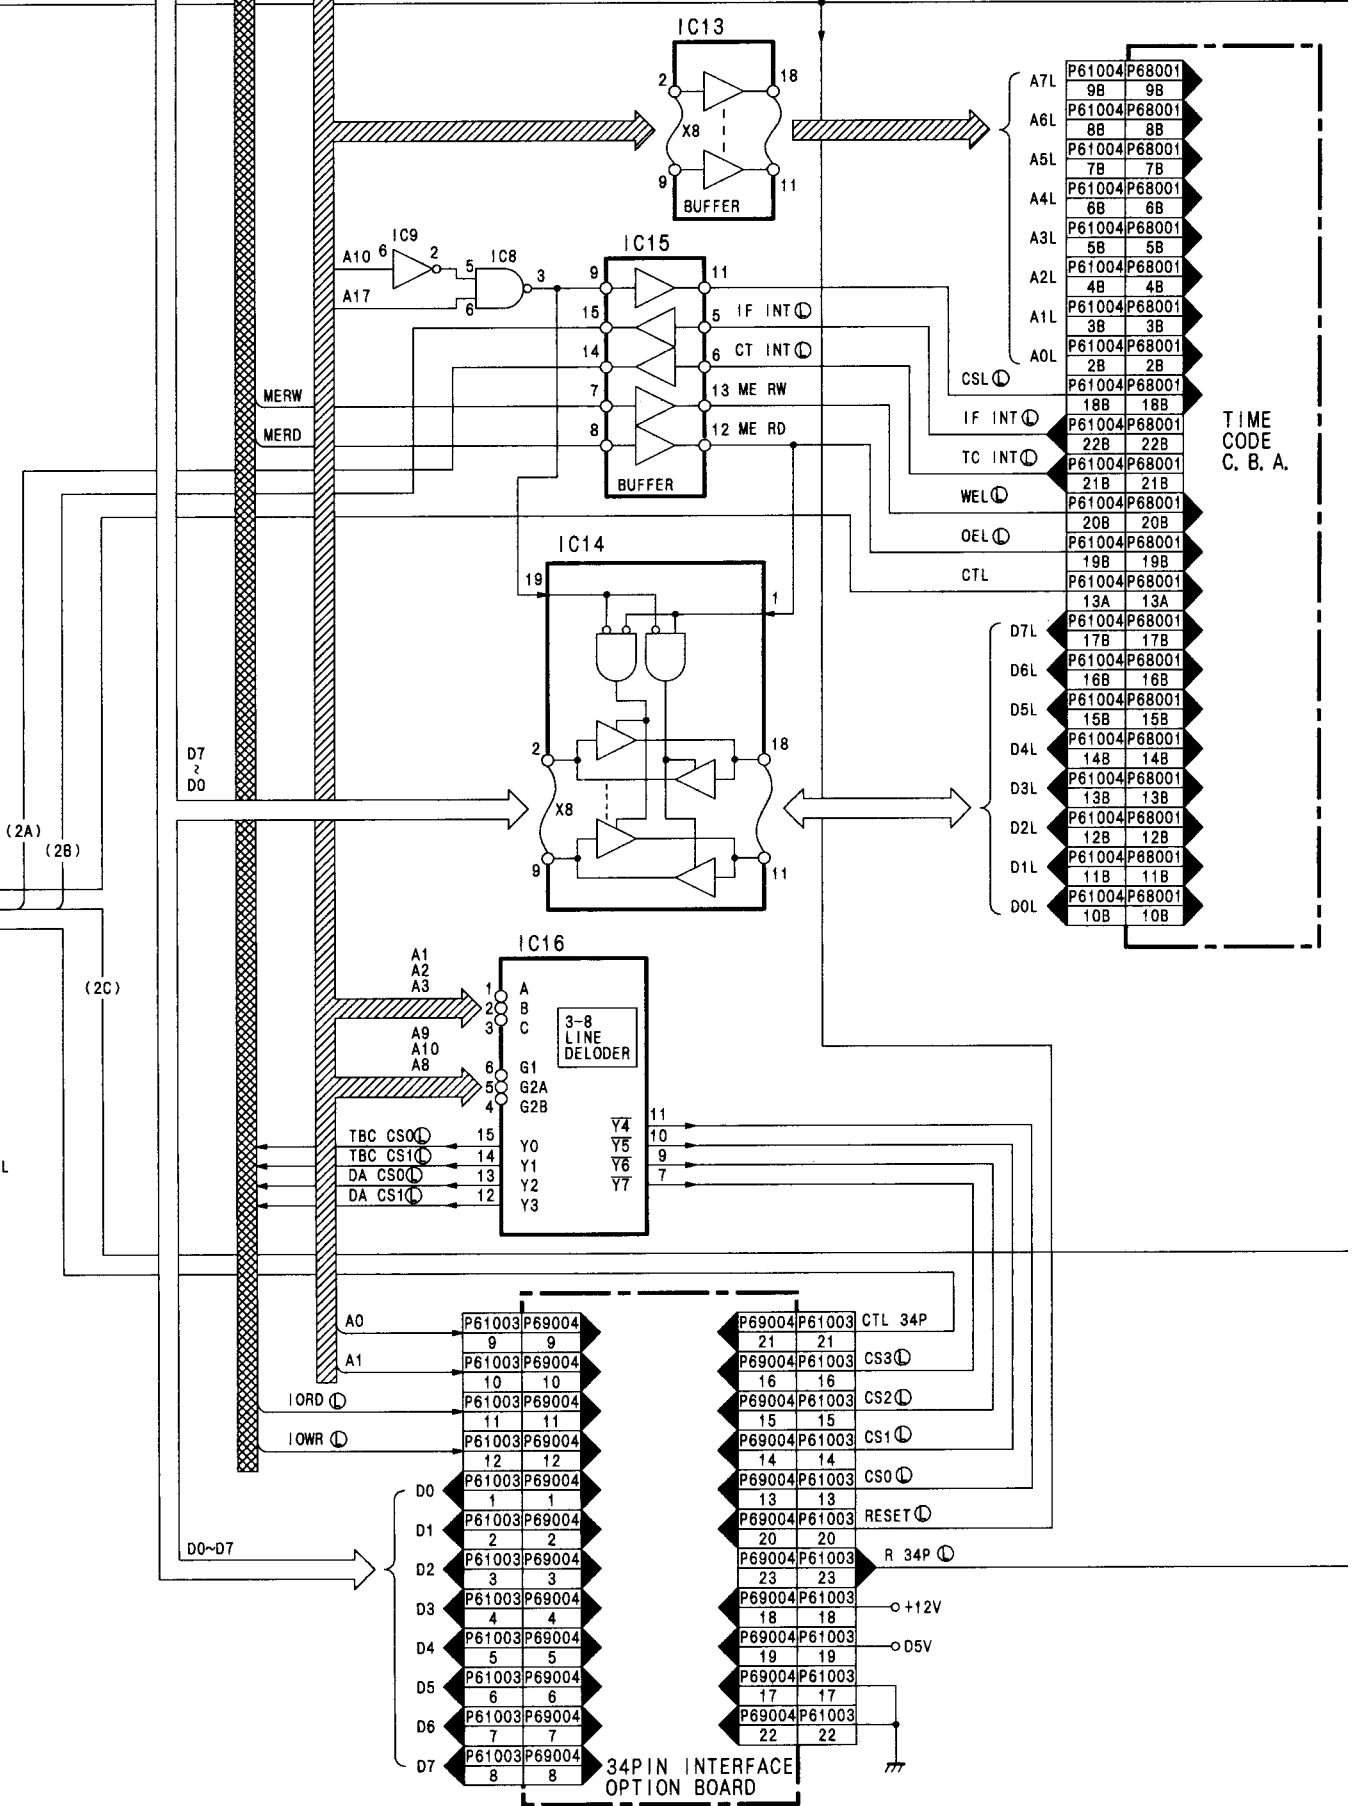 IC13
2
18
X8
9
11
BUFFER
A7L
P61004 P68001
9B 9B
A6L
P61004 P68001
8B 8B
A5L
P61004 P68001
7B 7B
A4L
P61004 P68001
6B 6B
A3L
P61004 P68001
5B 5B
A2L
P61004 P68001
4B 4B
A1L
P61004 P68001
3B 3B
A0L
P61004 P68001
2B 2B
CSL Ⓛ
P61004 P68001
18B 18B
IF INT Ⓛ
P61004 P68001
22B 22B
TC INT Ⓛ
P61004 P68001
21B 21B
WEL Ⓛ
P61004 P68001
20B 20B
OEL Ⓛ
P61004 P68001
19B 19B
CTL
P61004 P68001
13A 13A
D7L
P61004 P68001
17B 17B
D6L
P61004 P68001
16B 16B
D5L
P61004 P68001
15B 15B
D4L
P61004 P68001
14B 14B
D3L
P61004 P68001
13B 13B
D2L
P61004 P68001
12B 12B
D1L
P61004 P68001
11B 11B
D0L
P61004 P68001
10B 10B
TIME
CODE
C. B. A.
A10 6
IC9
2
5
IC8
3
A17
6
IC15
9
11
15
5 IF INT Ⓛ
14
6 CT INT Ⓛ
MERW
7
13 ME RW
MERD
8
12 ME RD
BUFFER
IC14
19
1
2
18
X8
9
11
D7
~
D0
(2A)
(2B)
(2C)
L
IC16
A1
A2
A3
1 A
2 B
3 C
3-8
LINE
DELODER
A9
A10
A8
6 G1
5 G2A
4 G2B
TBC CS0 Ⓛ 15 Y0
TBC CS1 Ⓛ 14 Y1
DA CS0 Ⓛ 13 Y2
DA CS1 Ⓛ 12 Y3
Y4 11
Y5 10
Y6 9
Y7 7
A0
P61003 P69004
9 9
A1
P61003 P69004
10 10
IORD Ⓛ
P61003 P69004
11 11
IOWR Ⓛ
P61003 P69004
12 12
D0~D7
D0
P61003 P69004
1 1
D1
P61003 P69004
2 2
D2
P61003 P69004
3 3
D3
P61003 P69004
4 4
D4
P61003 P69004
5 5
D5
P61003 P69004
6 6
D6
P61003 P69004
7 7
D7
P61003 P69004
8 8
P69004 P61003 CTL 34P
21 21
P69004 P61003 CS3 Ⓛ
16 16
P69004 P61003 CS2 Ⓛ
15 15
P69004 P61003 CS1 Ⓛ
14 14
P69004 P61003 CS0 Ⓛ
13 13
P69004 P61003 RESET Ⓛ
20 20
P69004 P61003 R 34P Ⓛ
23 23
P69004 P61003 +12V
18 18
P69004 P61003 D5V
19 19
P69004 P61003
17 17
P69004 P61003
22 22
34PIN INTERFACE
OPTION BOARD